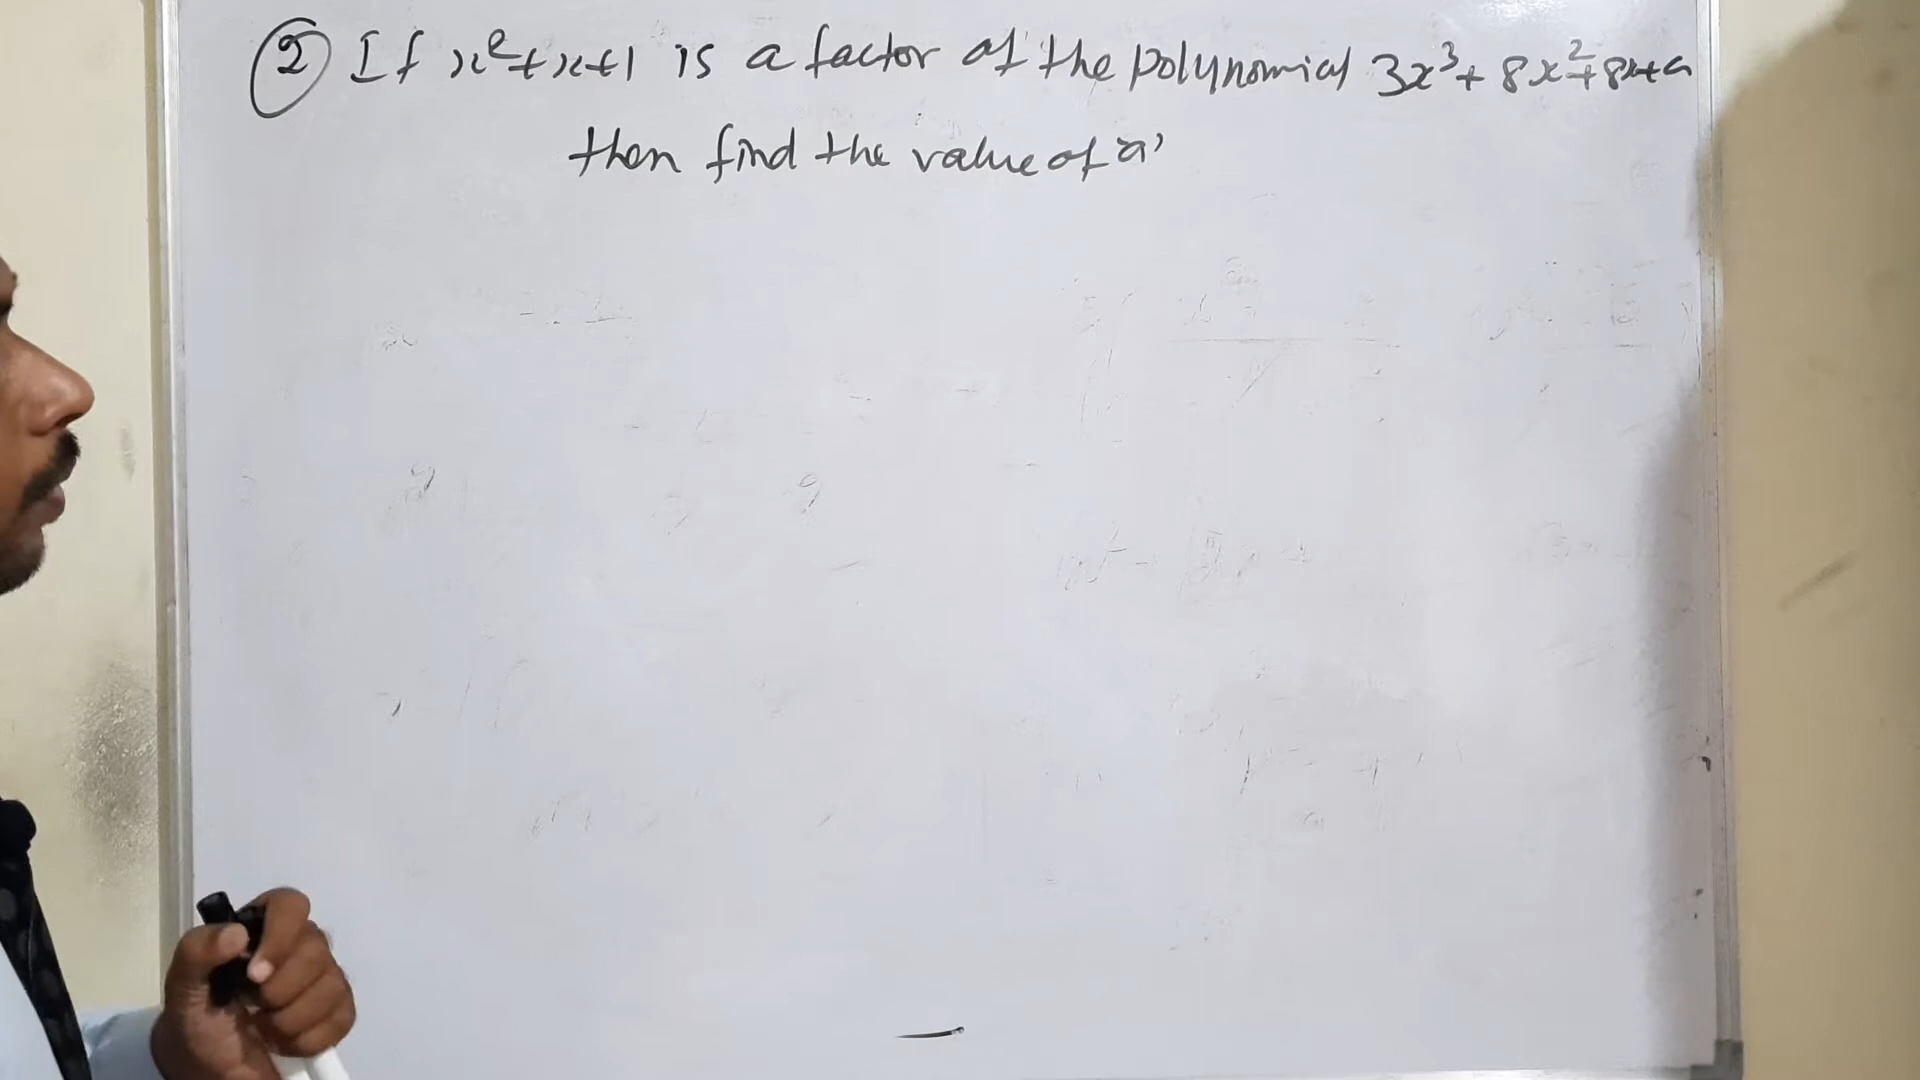 ② If x²+x+1 is a factor of the polynomial 3x³+8x²+8x+a
then find the value of 'a'